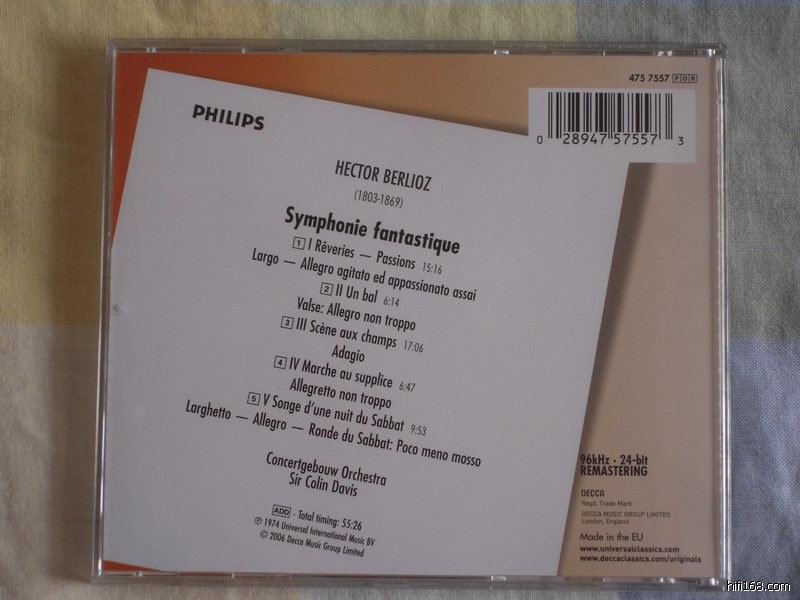 475 7557 POR
PHILIPS
0 28947 57557 3
HECTOR BERLIOZ
(1803-1869)
Symphonie fantastique
1 I Rêveries — Passions 15:16
Largo — Allegro agitato ed appassionato assai
2 II Un bal 6:14
Valse: Allegro non troppo
3 III Scène aux champs 17:06
Adagio
4 IV Marche au supplice 6:47
Allegretto non troppo
5 V Songe d'une nuit du Sabbat 9:53
Larghetto — Allegro — Ronde du Sabbat: Poco meno mosso
Concertgebouw Orchestra
Sir Colin Davis
ADD · Total timing: 55:26
℗ 1974 Universal International Music BV
© 2006 Decca Music Group Limited
96kHz · 24-bit
REMASTERING
DECCA
Regd. Trade Mark
DECCA MUSIC GROUP LIMITED
London, England
Made in the EU
www.universalclassics.com
www.deccaclassics.com/originals
hifi168.com